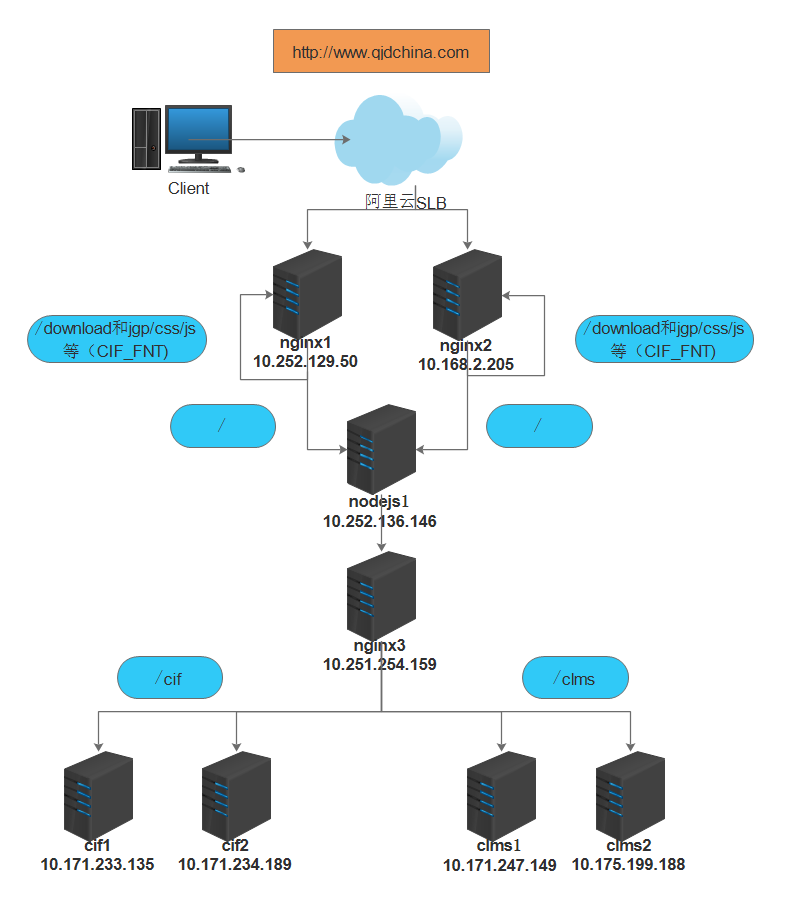 http://www.qjdchina.com
Client
阿里云SLB
/download和jgp/css/js
等（CIF_FNT)
nginx1
10.252.129.50
nginx2
10.168.2.205
/download和jgp/css/js
等（CIF_FNT)
/
/
nodejs1
10.252.136.146
nginx3
10.251.254.159
/cif
/clms
cif1
10.171.233.135
cif2
10.171.234.189
clms1
10.171.247.149
clms2
10.175.199.188